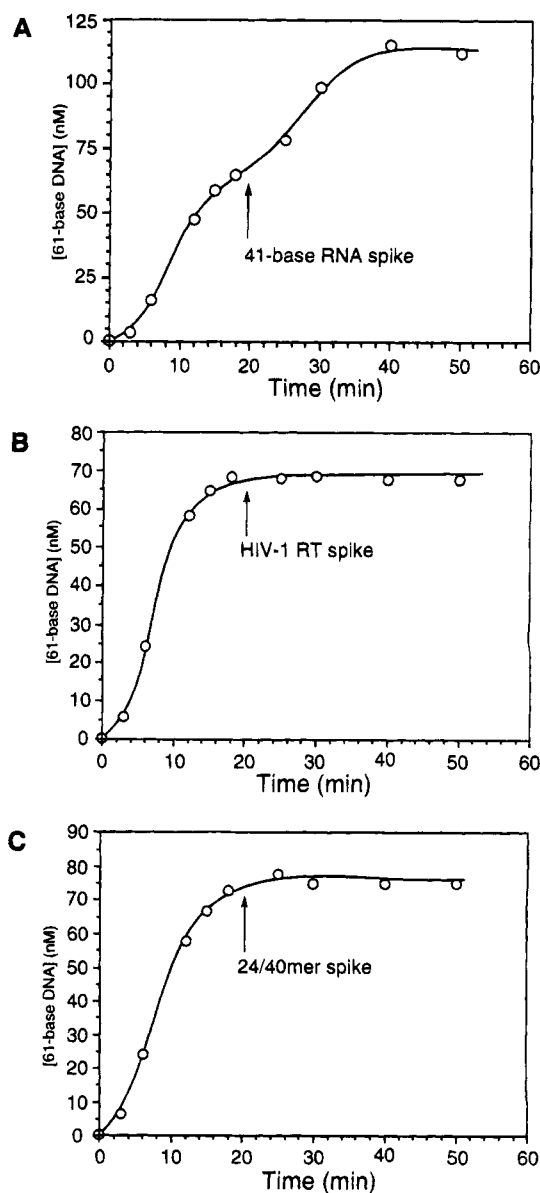 A
125
100
75
50
25
0
[61-base DNA] (nM)
41-base RNA spike
0 10 20 30 40 50 60
Time (min)
B
80
70
60
50
40
30
20
10
0
[61-base DNA] (nM)
HIV-1 RT spike
0 10 20 30 40 50 60
Time (min)
C
90
80
70
60
50
40
30
20
10
0
[61-base DNA] (nM)
24/40mer spike
0 10 20 30 40 50 60
Time (min)